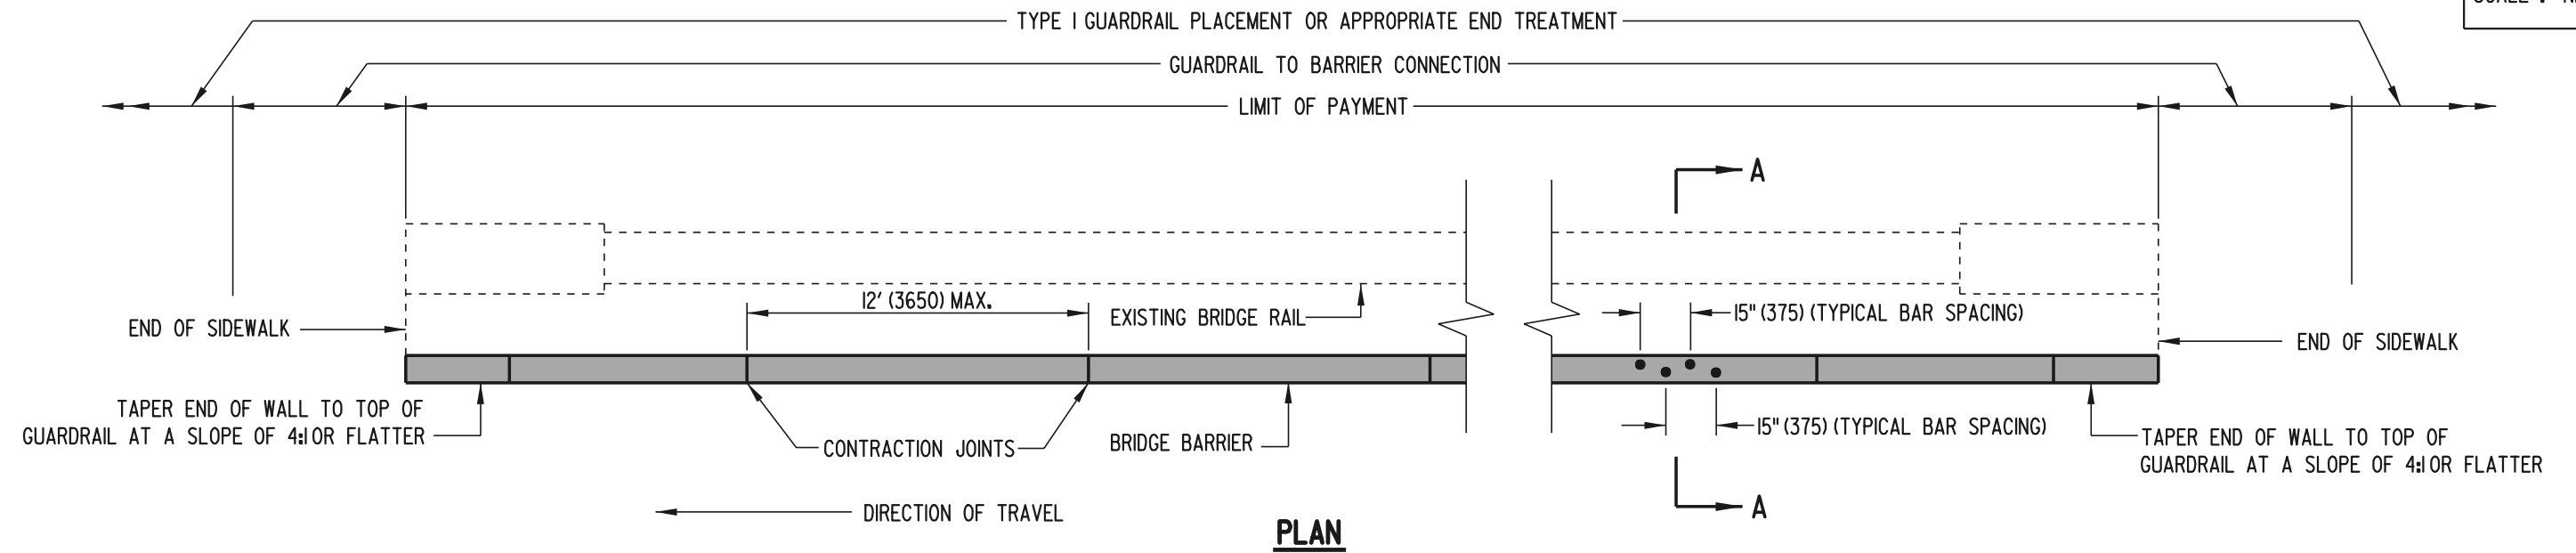 TYPE 1 GUARDRAIL PLACEMENT OR APPROPRIATE END TREATMENT
GUARDRAIL TO BARRIER CONNECTION
LIMIT OF PAYMENT
A
12' (3650) MAX.
EXISTING BRIDGE RAIL
15" (375) (TYPICAL BAR SPACING)
END OF SIDEWALK
END OF SIDEWALK
TAPER END OF WALL TO TOP OF
GUARDRAIL AT A SLOPE OF 4:1 OR FLATTER
CONTRACTION JOINTS
BRIDGE BARRIER
15" (375) (TYPICAL BAR SPACING)
TAPER END OF WALL TO TOP OF
GUARDRAIL AT A SLOPE OF 4:1 OR FLATTER
DIRECTION OF TRAVEL
A
PLAN